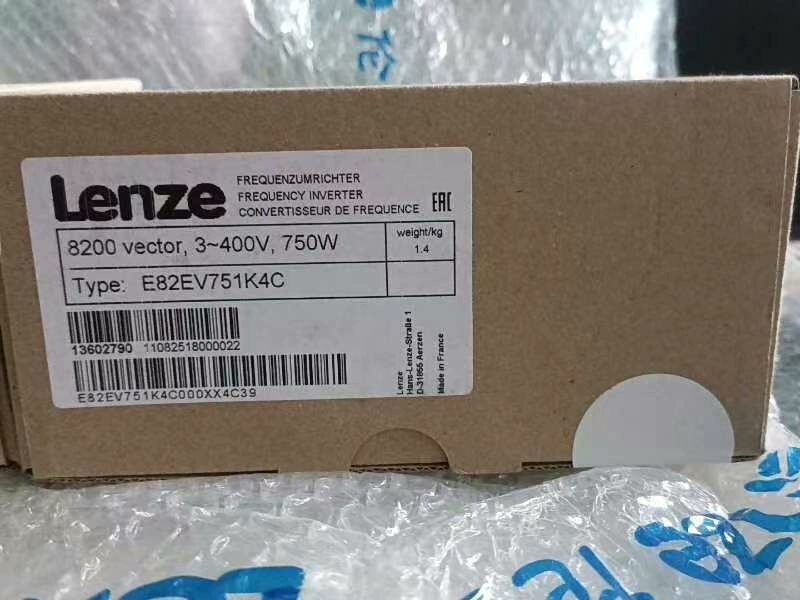 Lenze
FREQUENZUMRICHTER
FREQUENCY INVERTER
CONVERTISSEUR DE FREQUENCE
EAC
8200 vector, 3~400V, 750W
weight/kg
1.4
Type: E82EV751K4C
13602790 11082518000022
E82EV751K4C000XX4C39
Lenze
Hans-Lenze-Straße 1
D-31855 Aerzen
Made in France